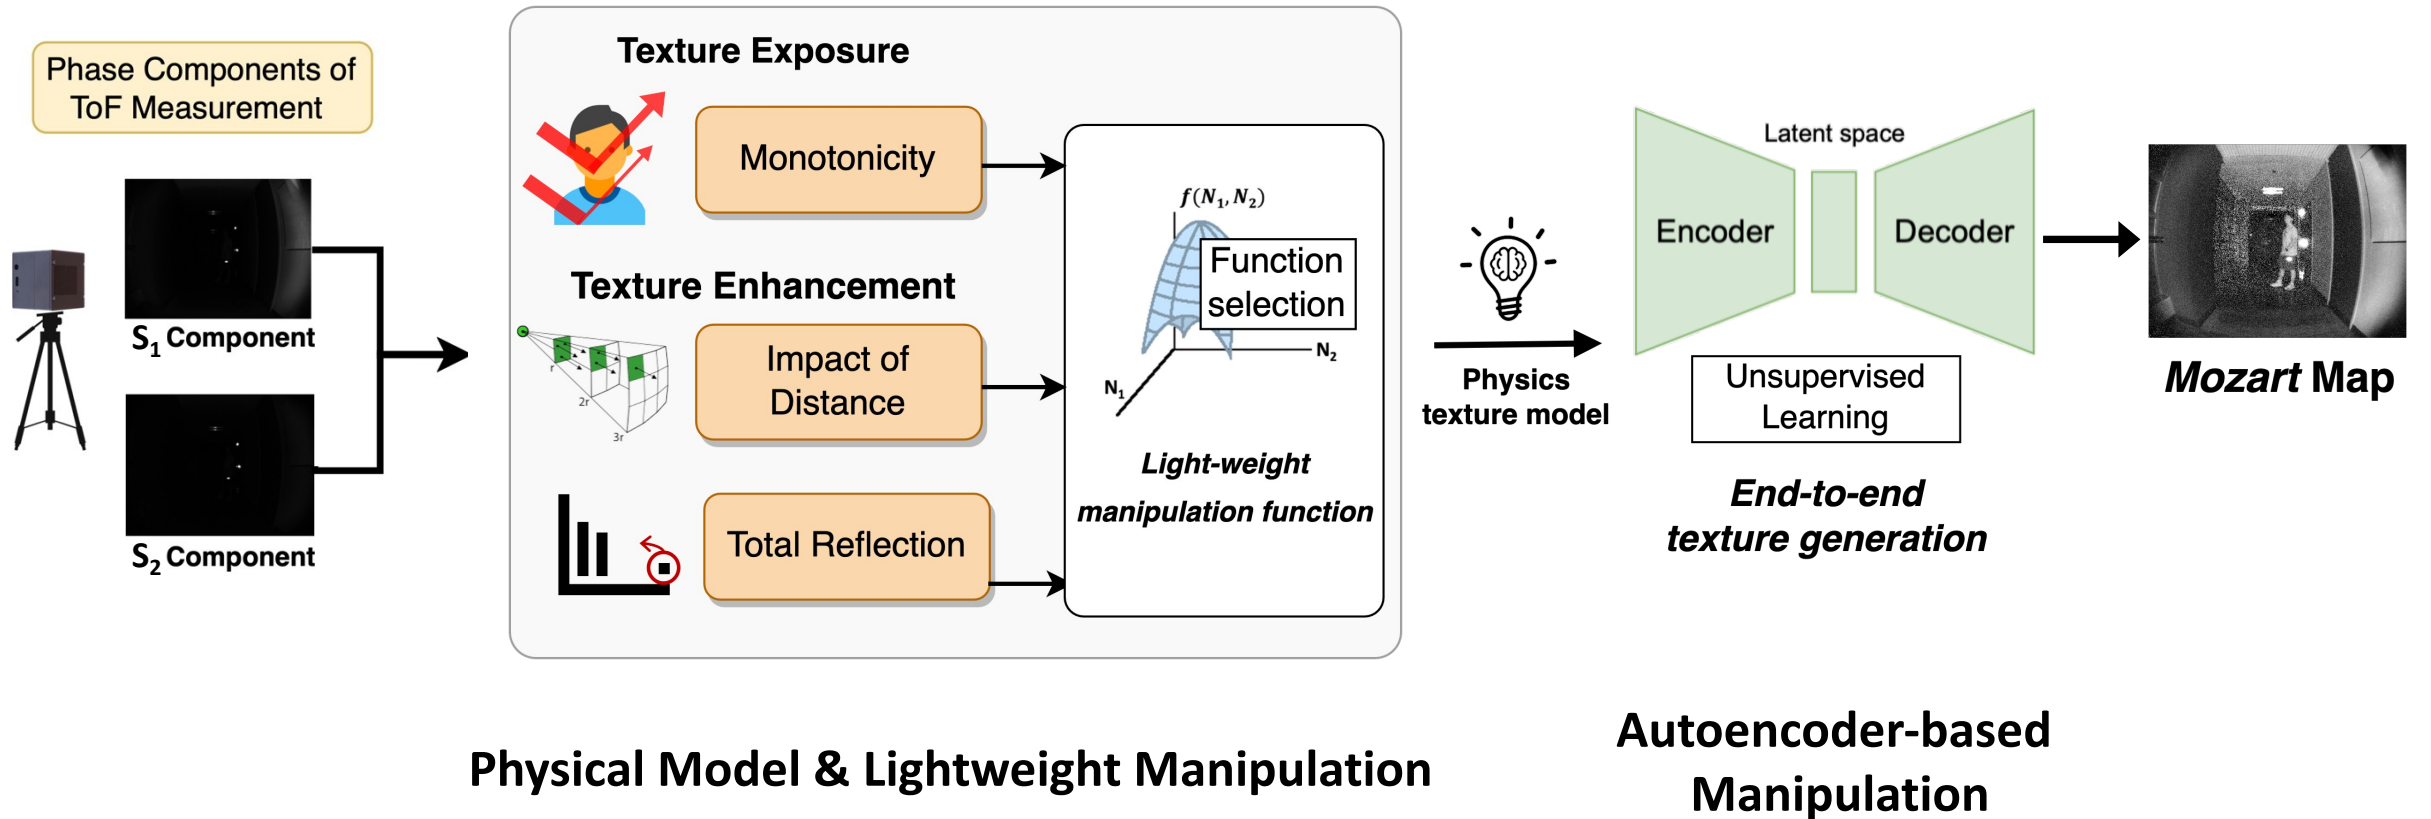 Phase Components of
ToF Measurement
S1 Component
S2 Component
Texture Exposure
Monotonicity
Texture Enhancement
Impact of
Distance
r
2r
3r
Total Reflection
f(N1, N2)
Function
selection
N2
N1
Light-weight
manipulation function
Physics
texture model
Latent space
Encoder
Decoder
Unsupervised
Learning
End-to-end
texture generation
Mozart Map
Physical Model & Lightweight Manipulation
Autoencoder-based
Manipulation